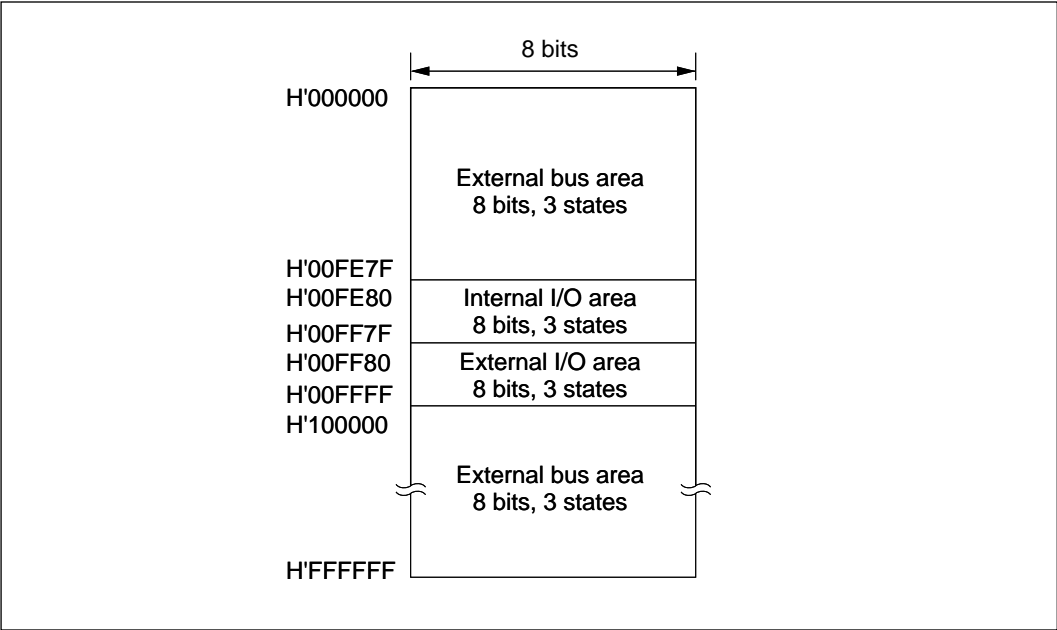 8 bits
H'000000
External bus area
8 bits, 3 states
H'00FE7F
H'00FE80
Internal I/O area
8 bits, 3 states
H'00FF7F
H'00FF80
External I/O area
8 bits, 3 states
H'00FFFF
H'100000
External bus area
8 bits, 3 states
H'FFFFFF